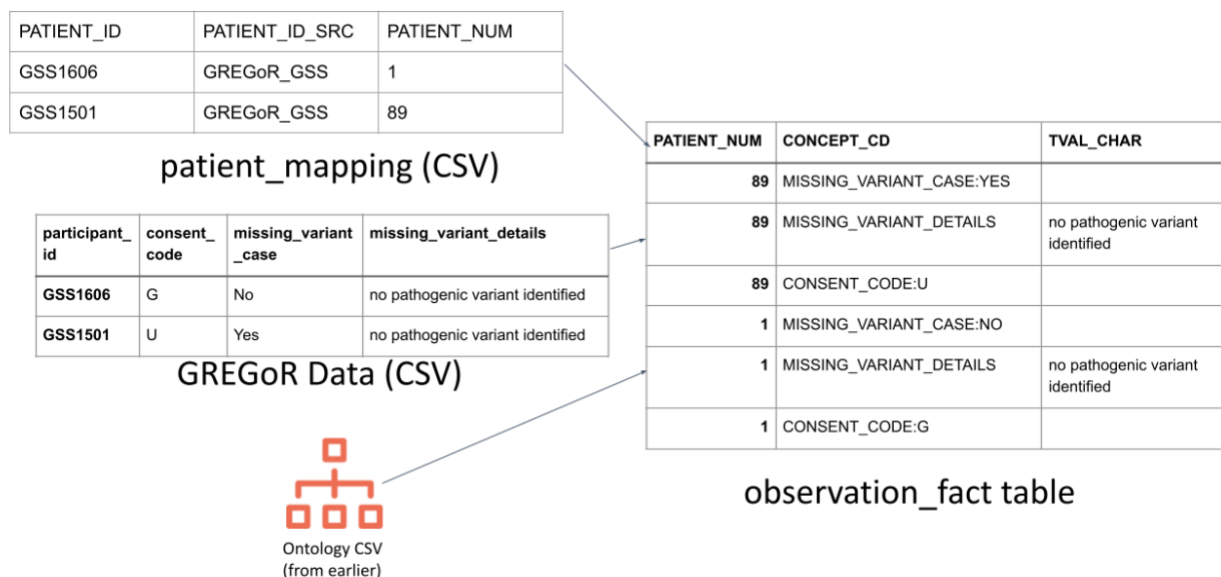 PATIENT_ID PATIENT_ID_SRC PATIENT_NUM
GSS1606 GREGoR_GSS 1
GSS1501 GREGoR_GSS 89
patient_mapping (CSV)
participant_ consent_ missing_variant missing_variant_details
id code _case
GSS1606 G No no pathogenic variant identified
GSS1501 U Yes no pathogenic variant identified
GREGoR Data (CSV)
Ontology CSV
(from earlier)
PATIENT_NUM CONCEPT_CD TVAL_CHAR
89 MISSING_VARIANT_CASE:YES
89 MISSING_VARIANT_DETAILS no pathogenic variant
identified
89 CONSENT_CODE:U
1 MISSING_VARIANT_CASE:NO
1 MISSING_VARIANT_DETAILS no pathogenic variant
identified
1 CONSENT_CODE:G
observation_fact table